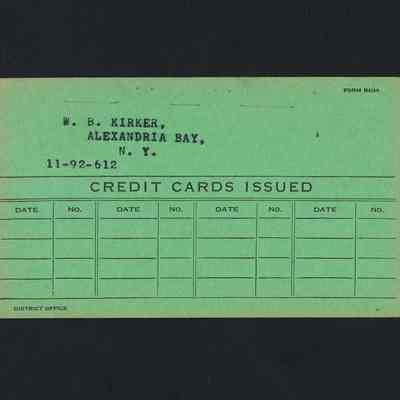 W. B. KIRKER,
ALEXANDRIA BAY,
N. Y.
11-92-612
CREDIT CARDS ISSUED
DATE NO. DATE NO. DATE NO. DATE NO.
DISTRICT OFFICE